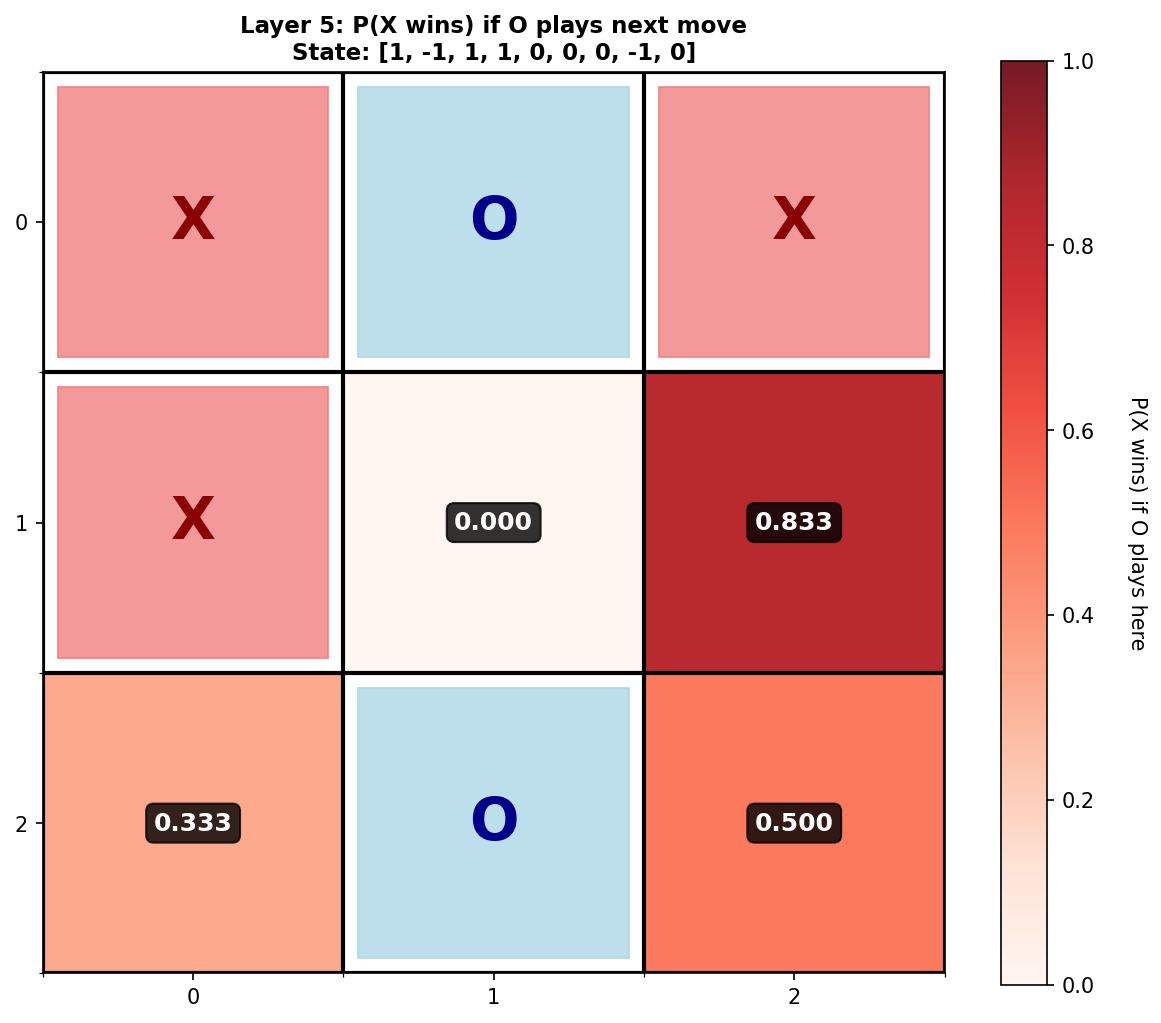 Layer 5: P(X wins) if O plays next move
State: [1, -1, 1, 1, 0, 0, 0, -1, 0]
0 X O X
1 X 0.000 0.833
2 0.333 O 0.500
0 1 2
1.0
0.8
0.6
0.4
0.2
0.0
P(X wins) if O plays here